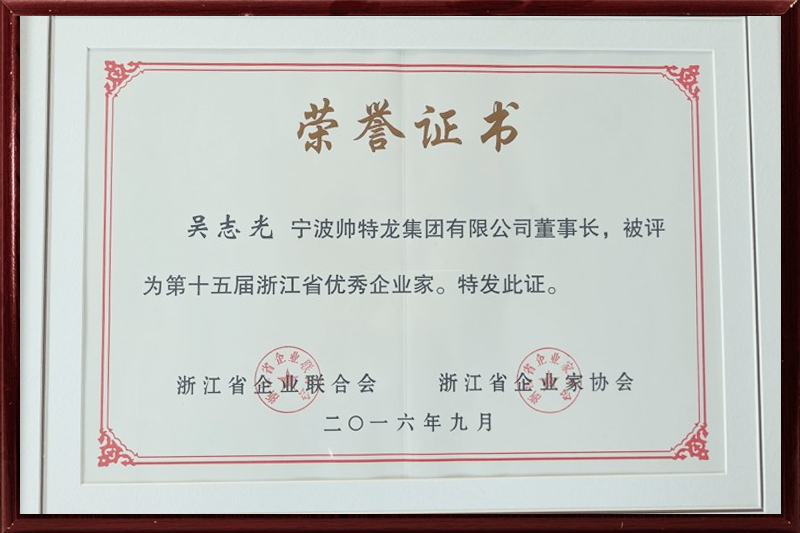 荣誉证书
吴志光 宁波帅特龙集团有限公司董事长，被评
为第十五届浙江省优秀企业家。特发此证。
浙江省企业联合会 浙江省企业家协会
二〇一六年九月